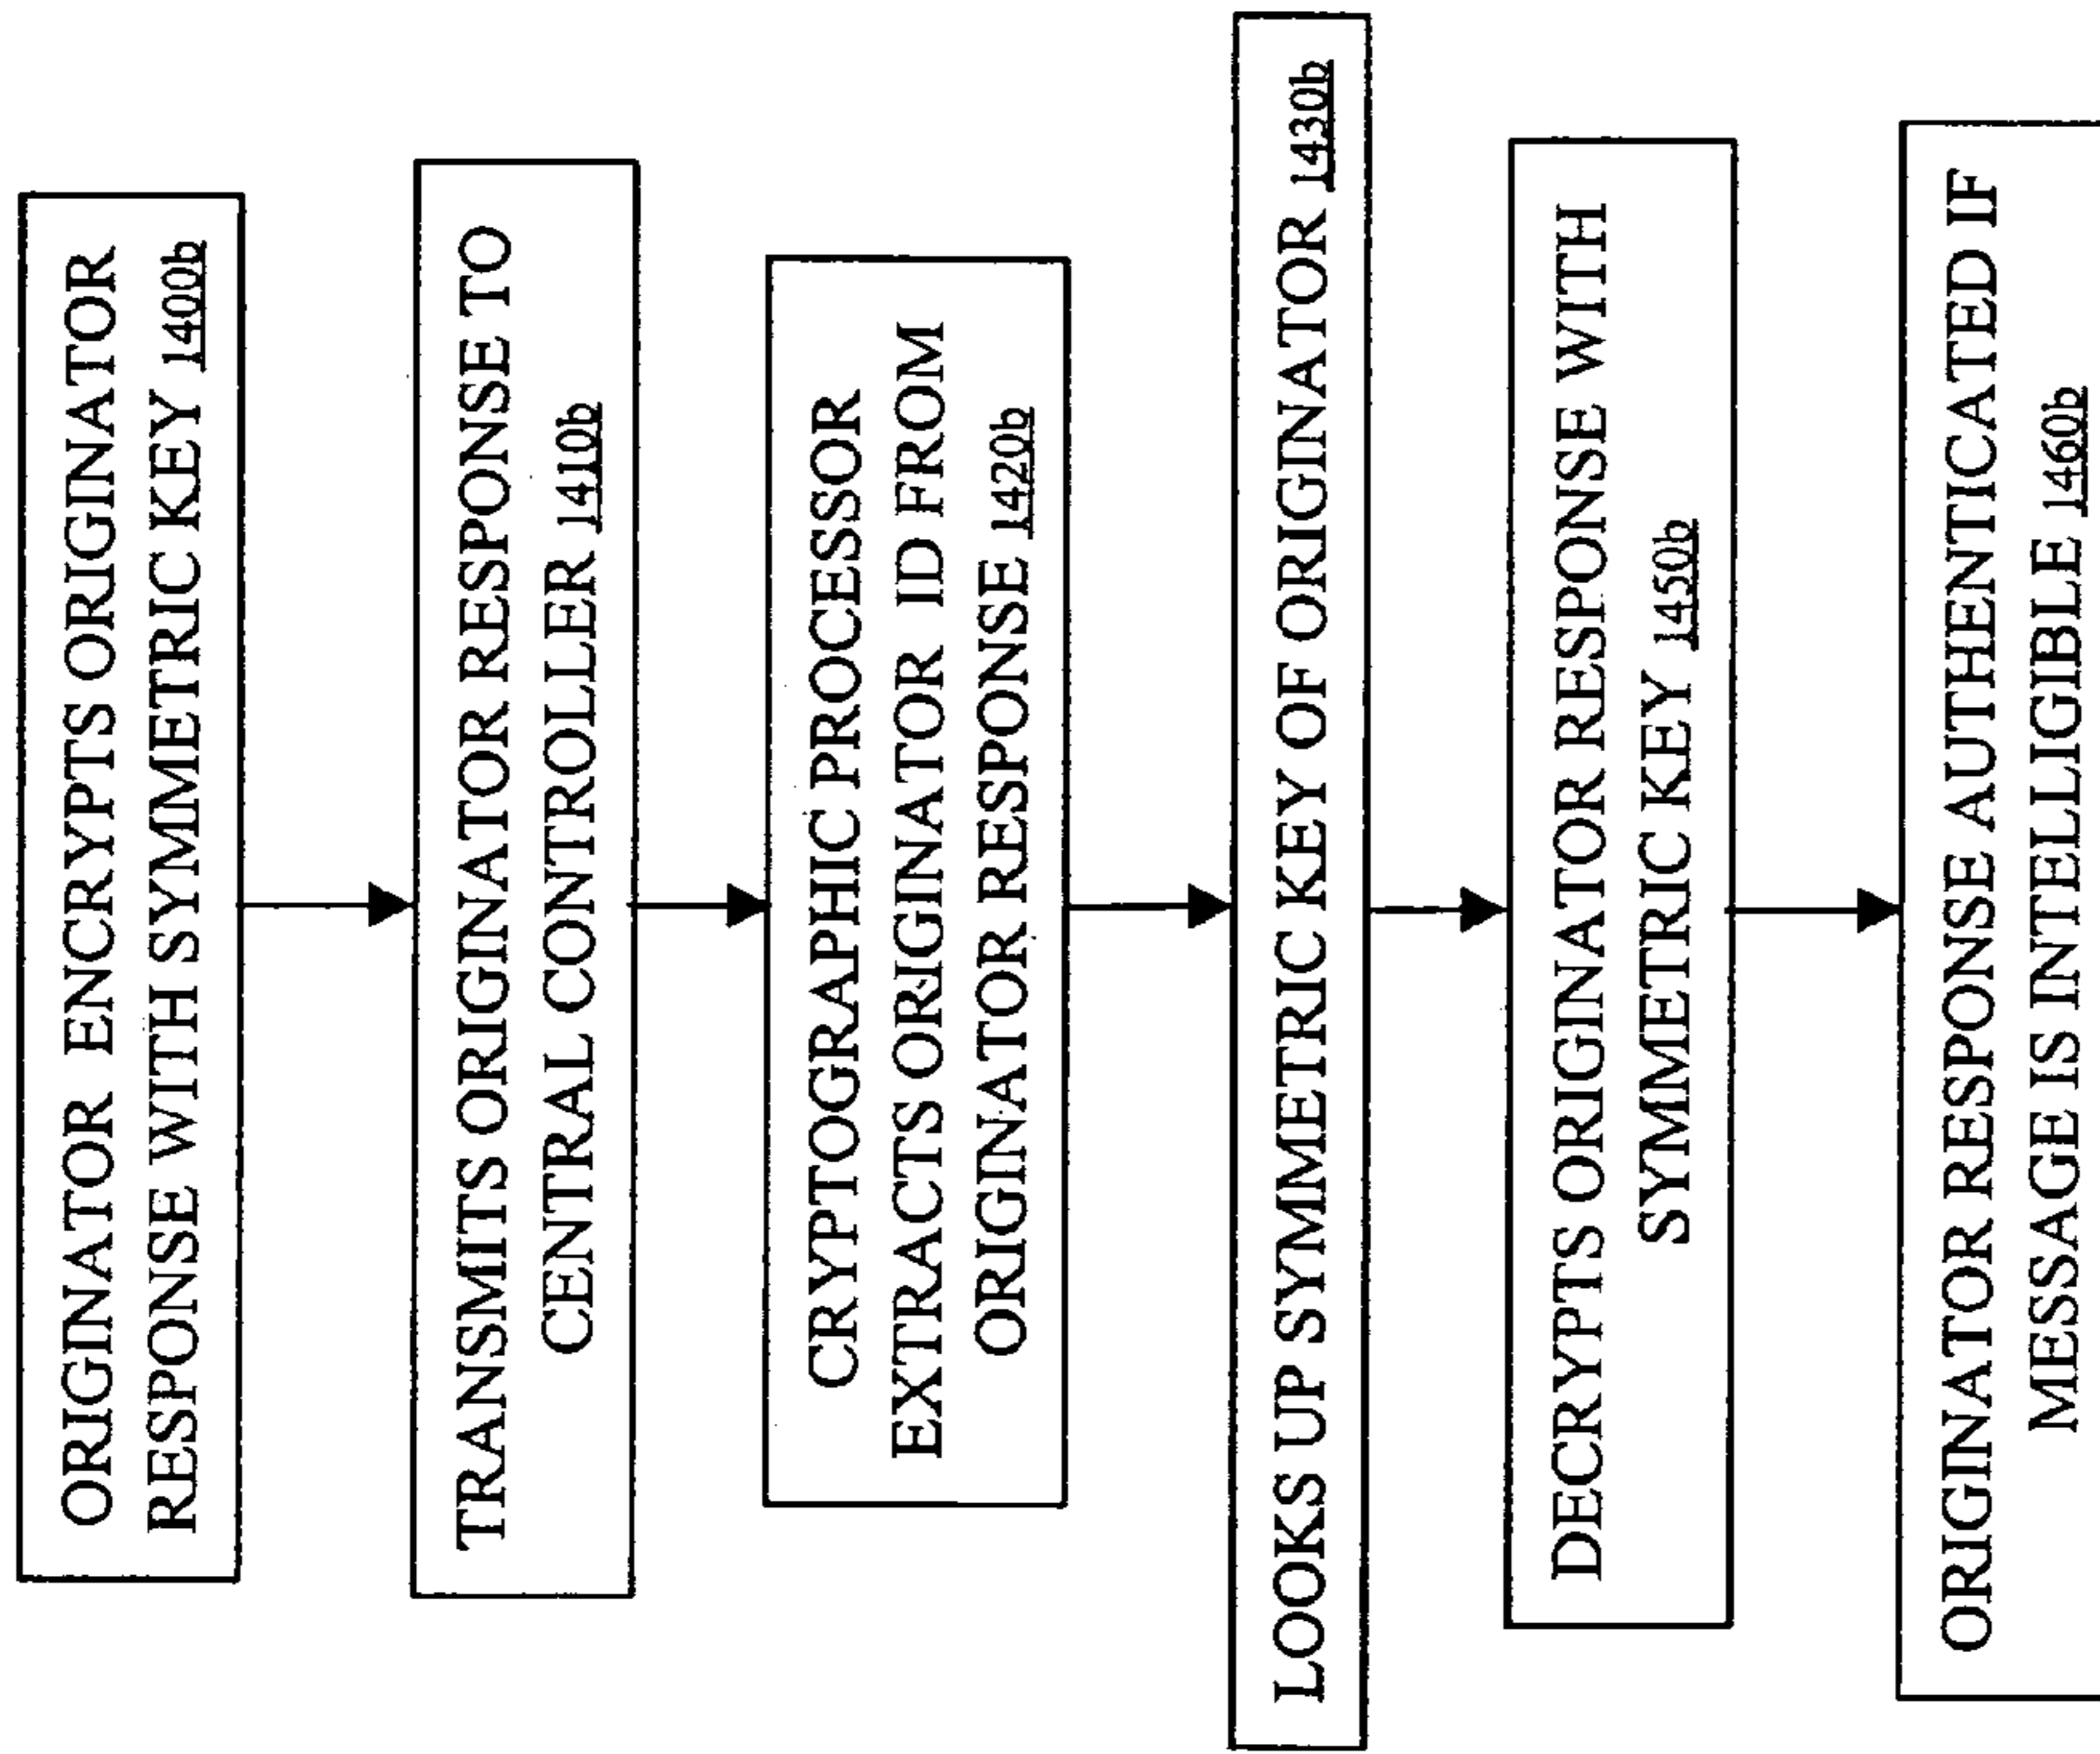 ORIGINATOR ENCRYPTS ORIGINATOR
RESPONSE WITH SYMMETRIC KEY 1400b
TRANSMITS ORIGINATOR RESPONSE TO
CENTRAL CONTROLLER 1410b
CRYPTOGRAPHIC PROCESSOR
EXTRACTS ORIGINATOR ID FROM
ORIGINATOR RESPONSE 1420b
LOOKS UP SYMMETRIC KEY OF ORIGINATOR 1430b
DECRYPTS ORIGINATOR RESPONSE WITH
SYMMETRIC KEY 1450b
ORIGINATOR RESPONSE AUTHENTICATED IF
MESSAGE IS INTELLIGIBLE 1460b